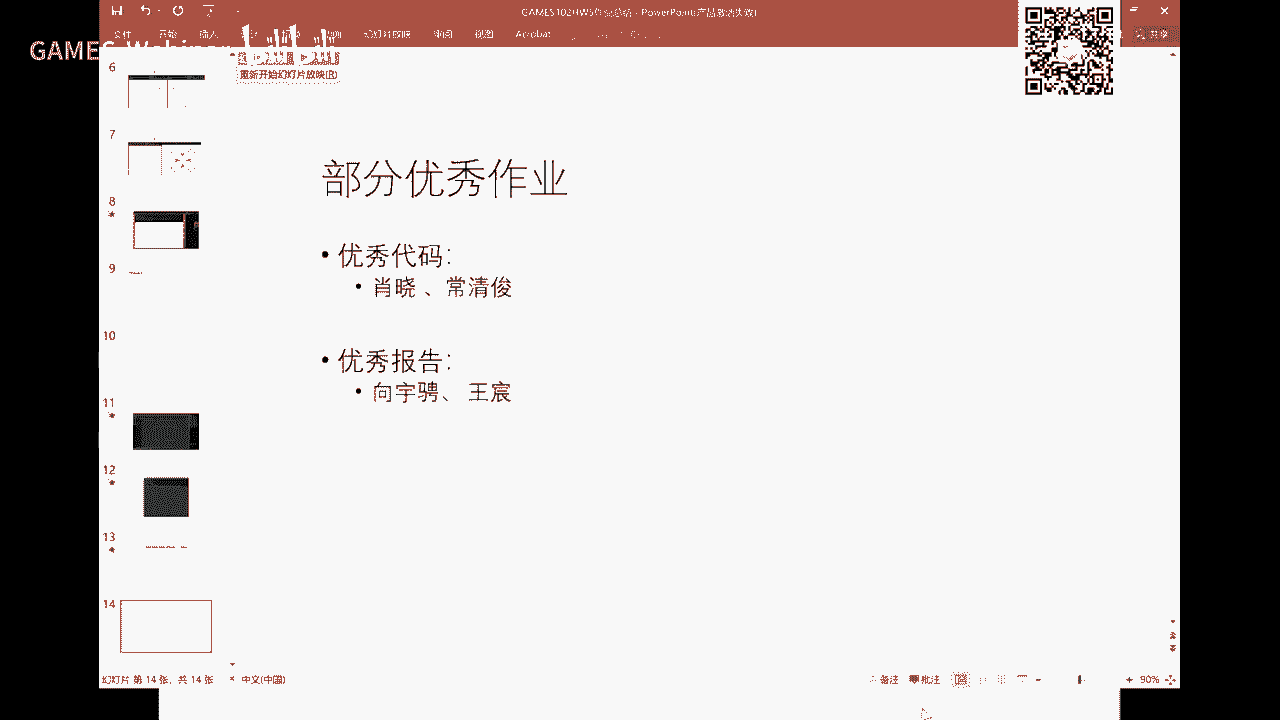 GAMES102HW5作业总结 - PowerPoint(产品激活失败)
文件 开始 插入 幻灯片放映 审阅 视图 Acrobat 共享
GAMES Webinar
bilibili
重新开始幻灯片放映(R)
6
7
8
9
10
11
12
13
14
部分优秀作业
• 优秀代码：
• 肖晓 、常清俊
• 优秀报告：
• 向宇骋、 王宸
幻灯片 第 14 张，共 14 张 中文(中国) 备注 批注 90%